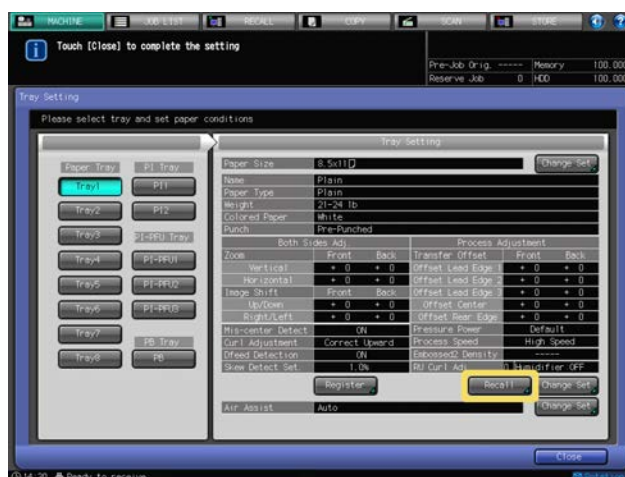 MACHINE JOB LIST RECALL COPY SCAN STORE
Touch [Close] to complete the setting
Pre-Job Orig. ----- Memory 100.000
Reserve Job 0 HDD 100.000
Tray Setting
Please select tray and set paper conditions
Tray Setting
Paper Tray PI Tray
Tray1 PI1
Tray2 PI2
Tray3 PI-PFU Tray
Tray4 PI-PFU1
Tray5 PI-PFU2
Tray6 PI-PFU3
Tray7 PB Tray
Tray8 PB
Paper Size 8.5x11 Change Set
Name Plain
Paper Type Plain
Weight 21-24 lb
Colored Paper White
Punch Pre-Punched
Both Sides Adj. Process Adjustment
Zoom Front Back Transfer Offset Front Back
Vertical + 0 + 0 Offset Lead Edge 1 + 0 + 0
Horizontal + 0 + 0 Offset Lead Edge 2 + 0 + 0
Image Shift Front Back Offset Lead Edge 3 + 0 + 0
Up/Down + 0 + 0 Offset Center + 0 + 0
Right/Left + 0 + 0 Offset Rear Edge + 0 + 0
Mis-center Detect ON Pressure Power Default
Curl Adjustment Correct Upward Process Speed High Speed
Dfeed Detection ON Embossed2 Density -----
Skew Detect Set. 1.0% RU Curl Adj. 0 Humidifier OFF
Register Recall Change Set
Air Assist Auto Change Set
Close
14:20 Ready to receive